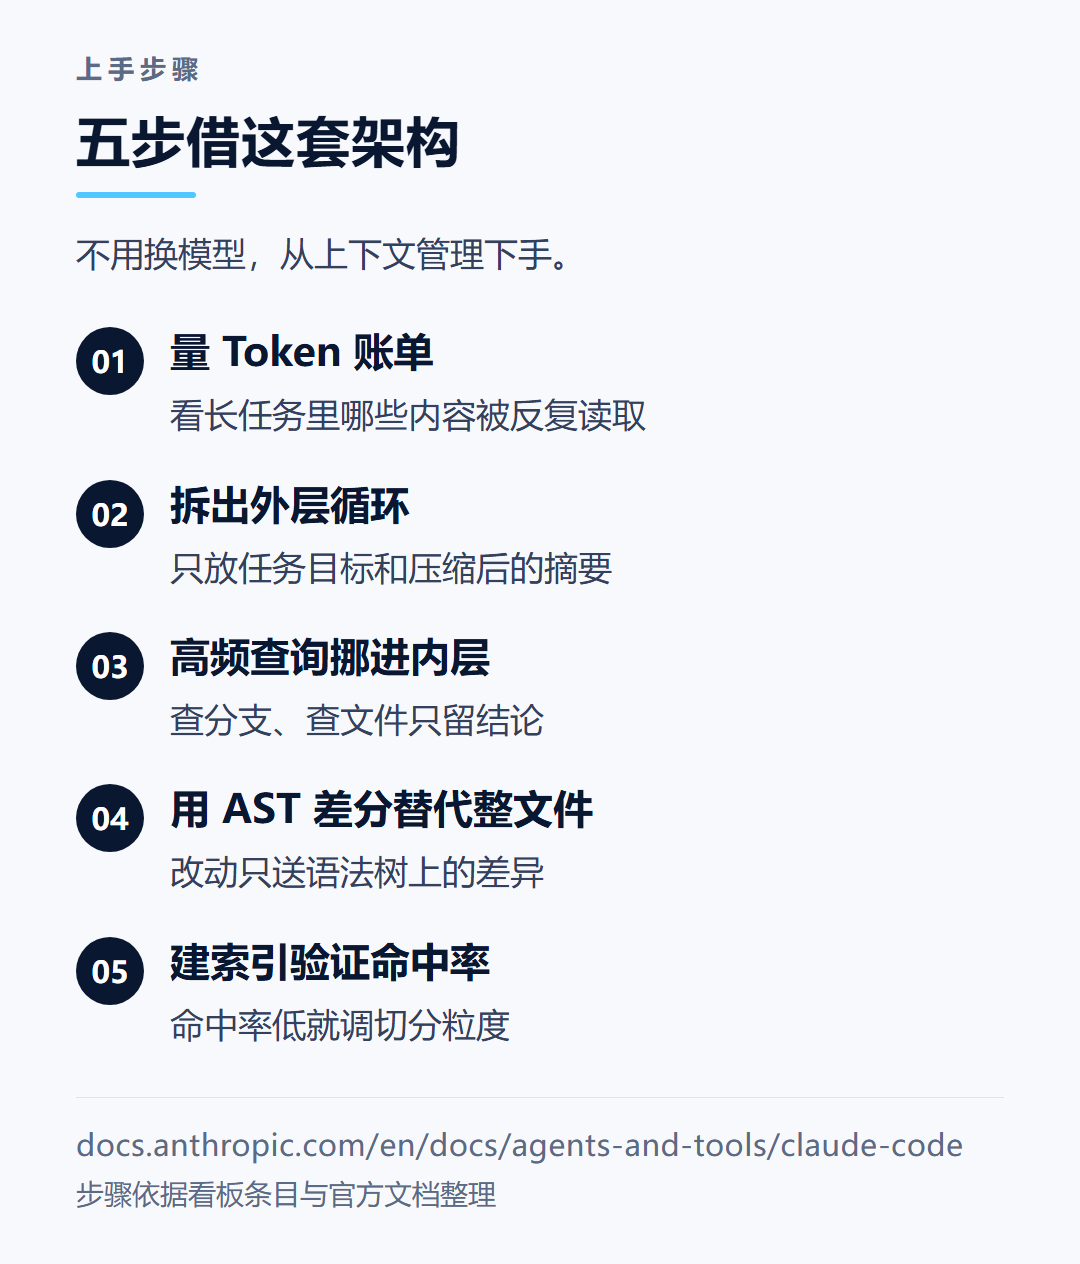 上手步骤
五步借这套架构
不用换模型，从上下文管理下手。
01 量 Token 账单
看长任务里哪些内容被反复读取
02 拆出外层循环
只放任务目标和压缩后的摘要
03 高频查询挪进内层
查分支、查文件只留结论
04 用 AST 差分替代整文件
改动只送语法树上的差异
05 建索引验证命中率
命中率低就调切分粒度
docs.anthropic.com/en/docs/agents-and-tools/claude-code
步骤依据看板条目与官方文档整理